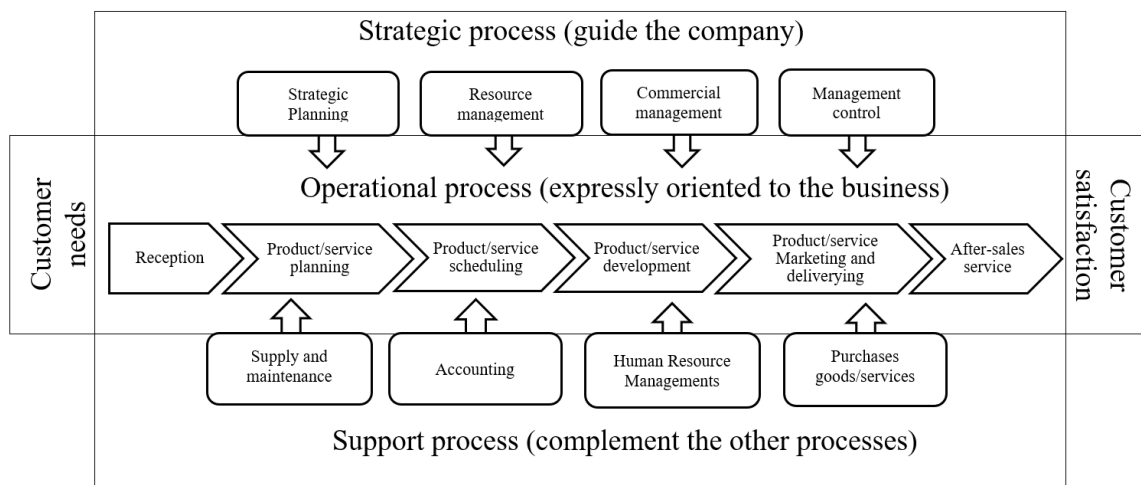 Strategic process (guide the company)
Strategic
Planning
Resource
management
Commercial
management
Management
control
Customer
needs
Operational process (expressly oriented to the business)
Customer
satisfaction
Reception
Product/service
planning
Product/service
scheduling
Product/service
development
Product/service
Marketing and
deliverying
After-sales
service
Supply and
maintenance
Accounting
Human Resource
Managements
Purchases
goods/services
Support process (complement the other processes)